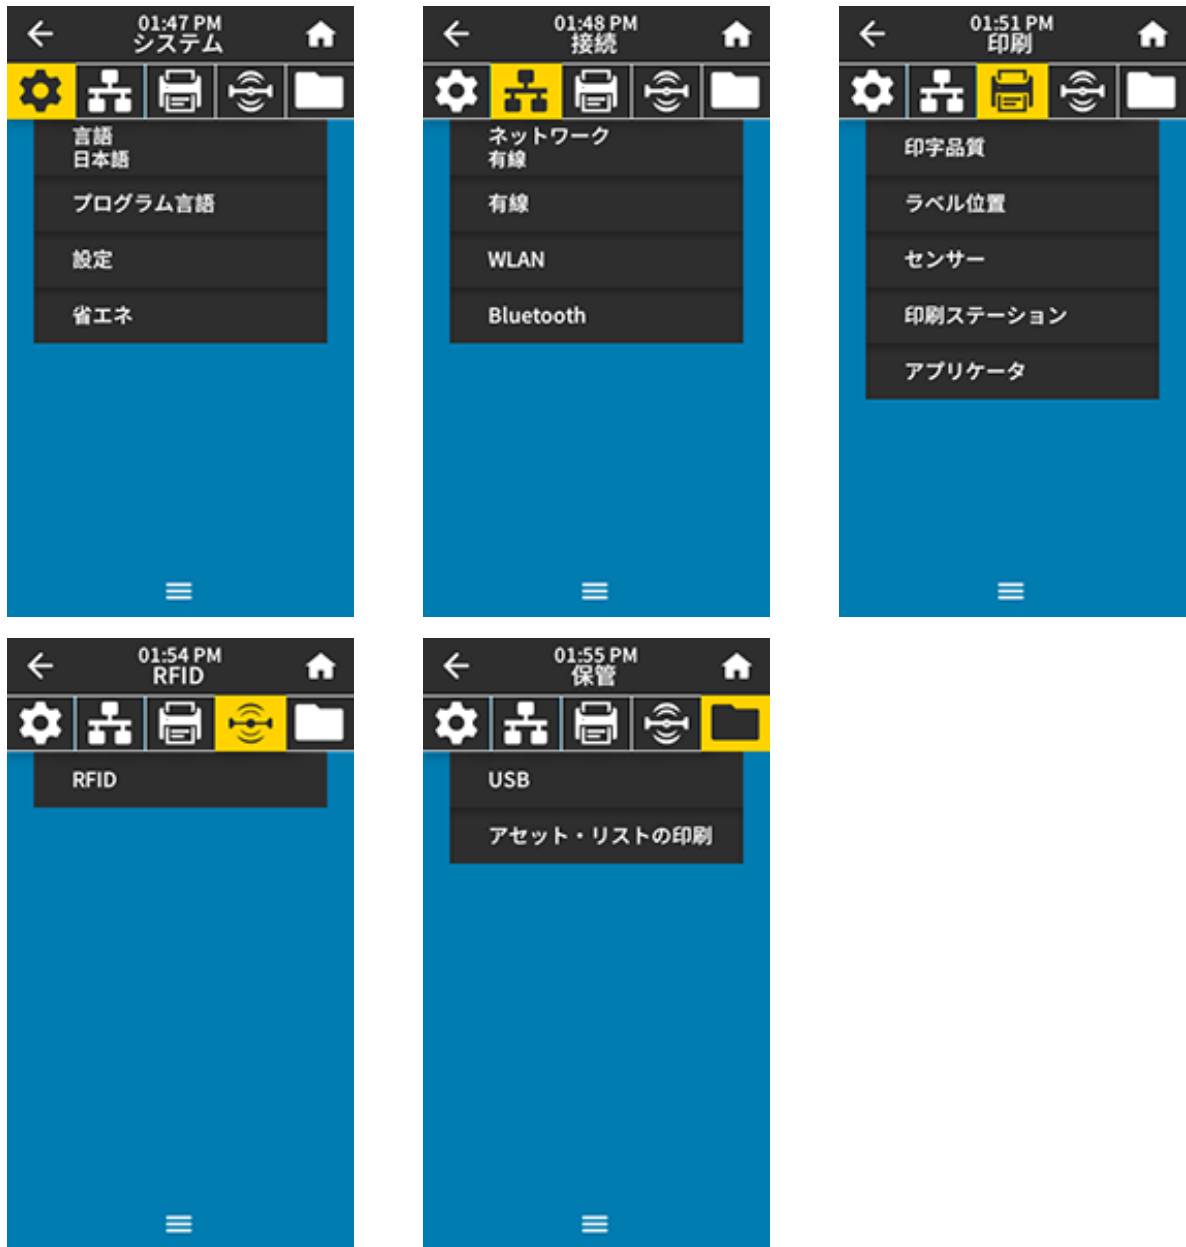 01:47 PM
システム
言語
日本語
プログラム言語
設定
省エネ
01:48 PM
接続
ネットワーク
有線
有線
WLAN
Bluetooth
01:51 PM
印刷
印字品質
ラベル位置
センサー
印刷ステーション
アプリケータ
01:54 PM
RFID
RFID
01:55 PM
保管
USB
アセット・リストの印刷